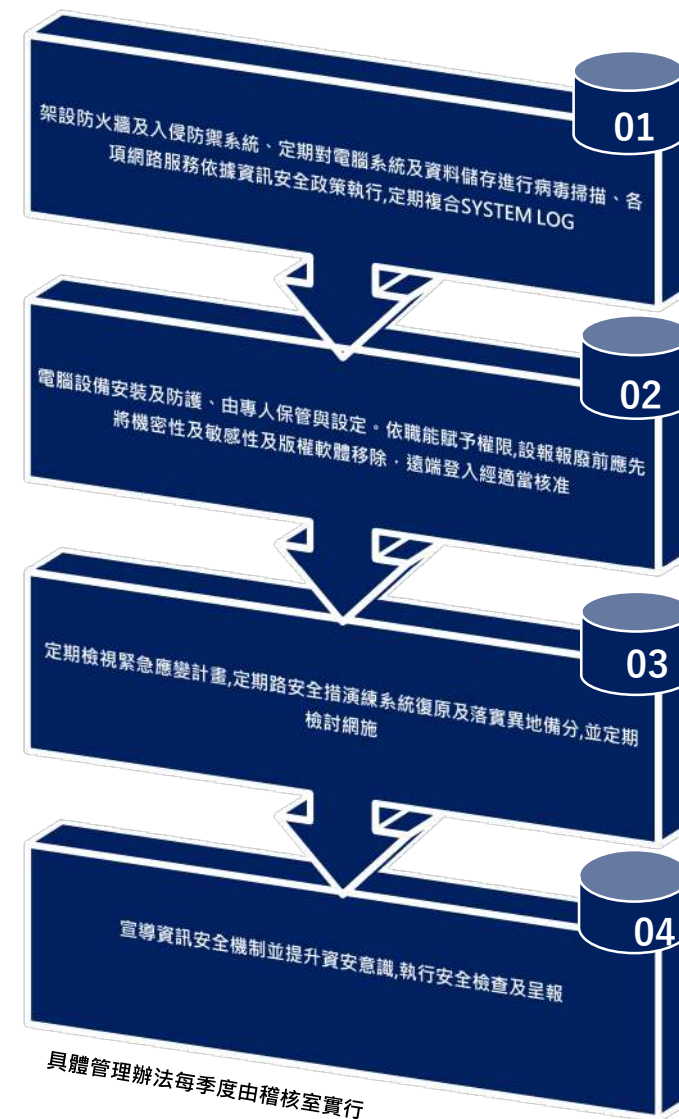 01
架設防火牆及入侵防禦系統、定期對電腦系統及資料儲存進行病毒掃描、各
項網路服務依據資訊安全政策執行,定期複合SYSTEM LOG
02
電腦設備安裝及防護、由專人保管與設定。依職能賦予權限,設報報廢前應先
將機密性及敏感性及版權軟體移除，遠端登入經適當核准
03
定期檢視緊急應變計畫,定期路安全措演練系統復原及落實異地備分,並定期
檢討網施
04
宣導資訊安全機制並提升資安意識,執行安全檢查及呈報
具體管理辦法每季度由稽核室實行